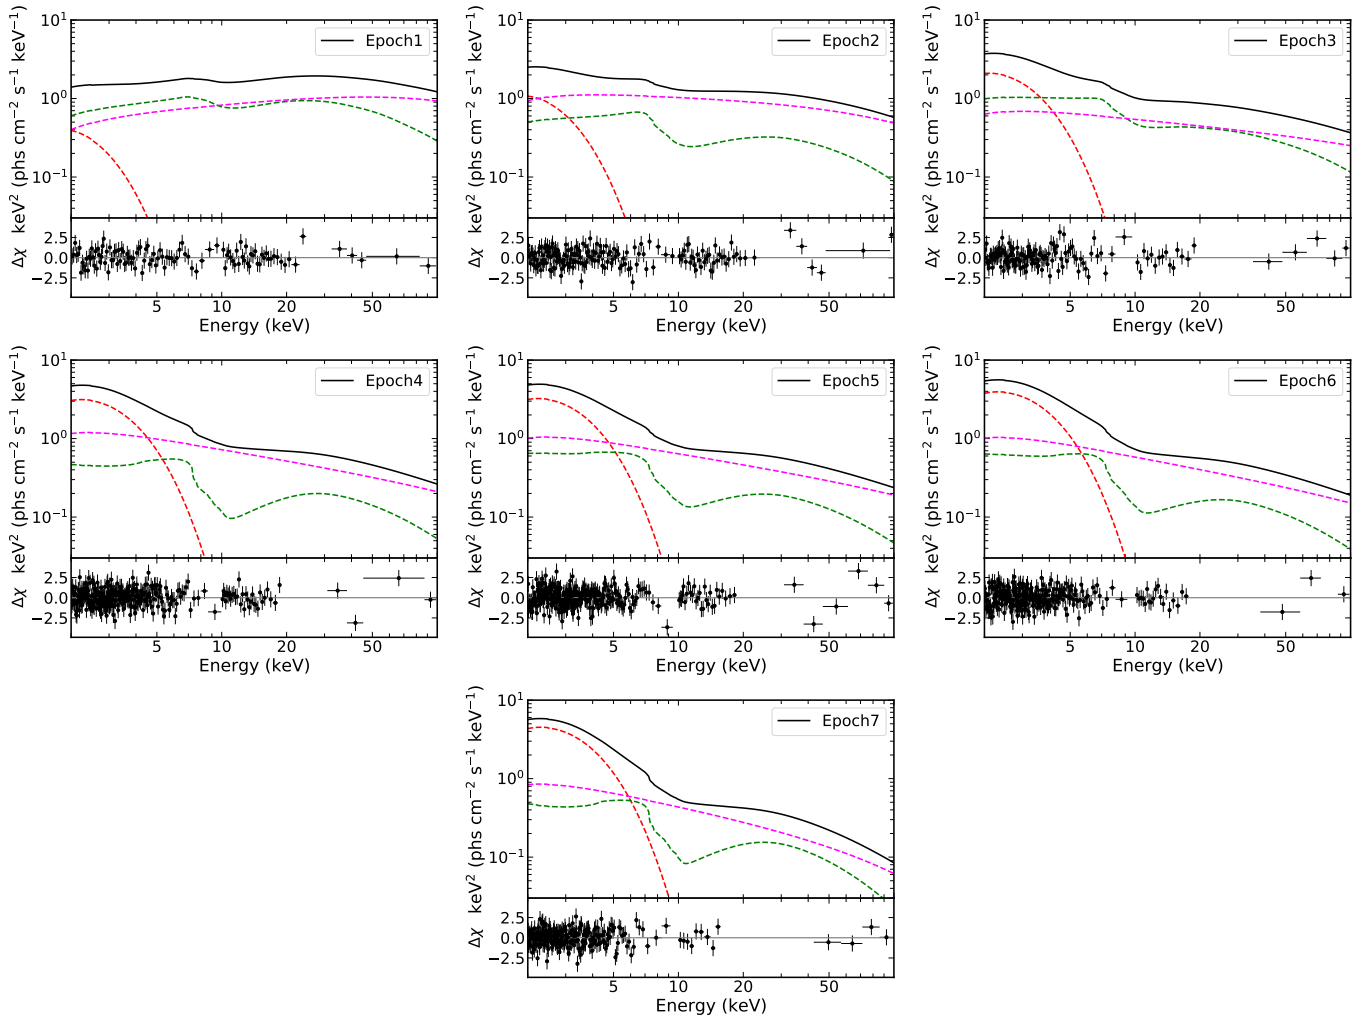 Epoch1
keV² (phs cm⁻² s⁻¹ keV⁻¹)
10¹
10⁰
10⁻¹
Δχ
2.5
0.0
−2.5
5 10 20 50
Energy (keV)
Epoch2
keV² (phs cm⁻² s⁻¹ keV⁻¹)
10¹
10⁰
10⁻¹
Δχ
2.5
0.0
−2.5
5 10 20 50
Energy (keV)
Epoch3
keV² (phs cm⁻² s⁻¹ keV⁻¹)
10¹
10⁰
10⁻¹
Δχ
2.5
0.0
−2.5
5 10 20 50
Energy (keV)
Epoch4
keV² (phs cm⁻² s⁻¹ keV⁻¹)
10¹
10⁰
10⁻¹
Δχ
2.5
0.0
−2.5
5 10 20 50
Energy (keV)
Epoch5
keV² (phs cm⁻² s⁻¹ keV⁻¹)
10¹
10⁰
10⁻¹
Δχ
2.5
0.0
−2.5
5 10 20 50
Energy (keV)
Epoch6
keV² (phs cm⁻² s⁻¹ keV⁻¹)
10¹
10⁰
10⁻¹
Δχ
2.5
0.0
−2.5
5 10 20 50
Energy (keV)
Epoch7
keV² (phs cm⁻² s⁻¹ keV⁻¹)
10¹
10⁰
10⁻¹
Δχ
2.5
0.0
−2.5
5 10 20 50
Energy (keV)